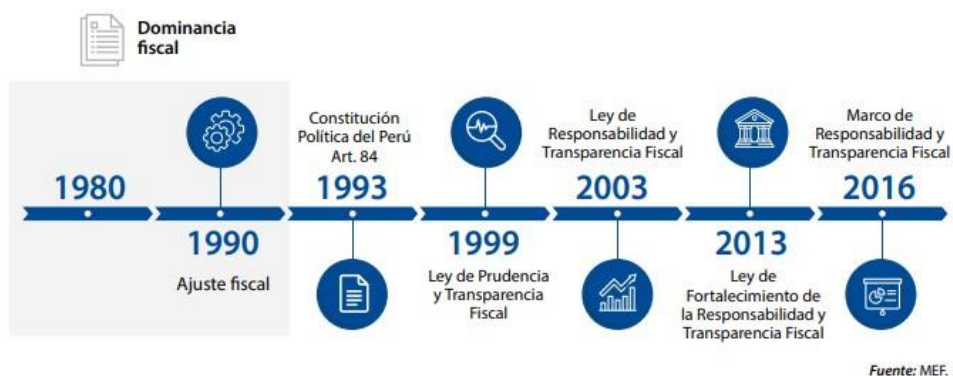 Dominancia
fiscal
1980
1990
Ajuste fiscal
Constitución
Política del Perú
Art. 84
1993
1999
Ley de Prudencia
y Transparencia
Fiscal
Ley de
Responsabilidad y
Transparencia Fiscal
2003
2013
Ley de
Fortalecimiento de
la Responsabilidad y
Transparencia Fiscal
Marco de
Responsabilidad y
Transparencia Fiscal
2016
Fuente: MEF.